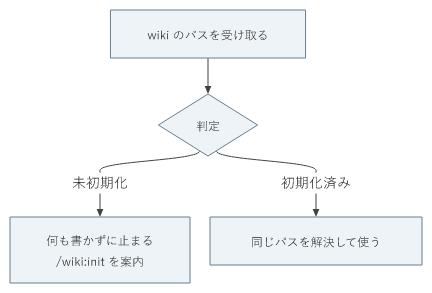 wiki のパスを受け取る
判定
未初期化
初期化済み
何も書かずに止まる
/wiki:init を案内
同じパスを解決して使う